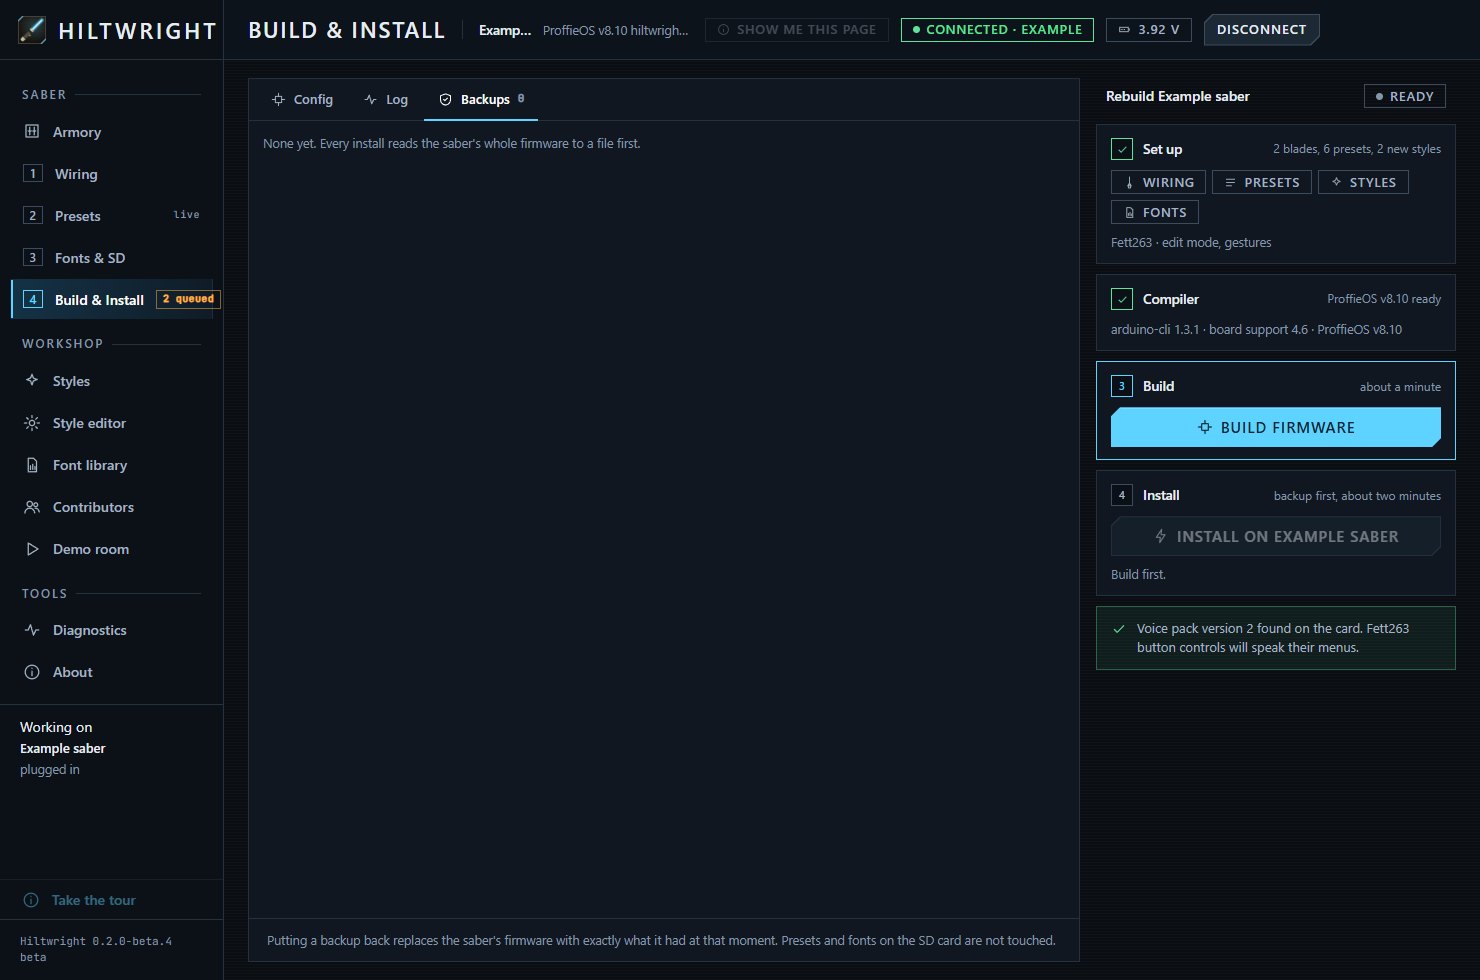 HILTWRIGHT
BUILD & INSTALL
Examp...
ProffieOS v8.10 hiltwrigh...
SHOW ME THIS PAGE
CONNECTED · EXAMPLE
3.92 V
DISCONNECT
SABER
Armory
1 Wiring
2 Presets live
3 Fonts & SD
4 Build & Install 2 queued
WORKSHOP
Styles
Style editor
Font library
Contributors
Demo room
TOOLS
Diagnostics
About
Working on
Example saber
plugged in
Take the tour
Hiltwright 0.2.0-beta.4
beta
Config Log Backups 0
None yet. Every install reads the saber's whole firmware to a file first.
Putting a backup back replaces the saber's firmware with exactly what it had at that moment. Presets and fonts on the SD card are not touched.
Rebuild Example saber READY
Set up 2 blades, 6 presets, 2 new styles
WIRING PRESETS STYLES
FONTS
Fett263 · edit mode, gestures
Compiler ProffieOS v8.10 ready
arduino-cli 1.3.1 · board support 4.6 · ProffieOS v8.10
3 Build about a minute
BUILD FIRMWARE
4 Install backup first, about two minutes
INSTALL ON EXAMPLE SABER
Build first.
Voice pack version 2 found on the card. Fett263
button controls will speak their menus.